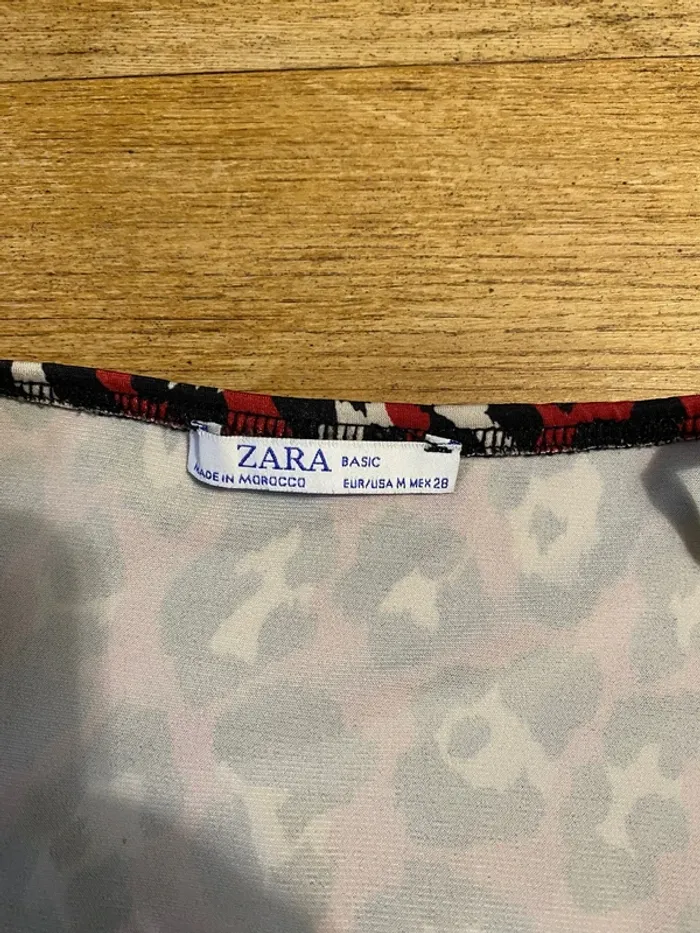 ZARA BASIC
MADE IN MOROCCO EUR/USA M MEX 28